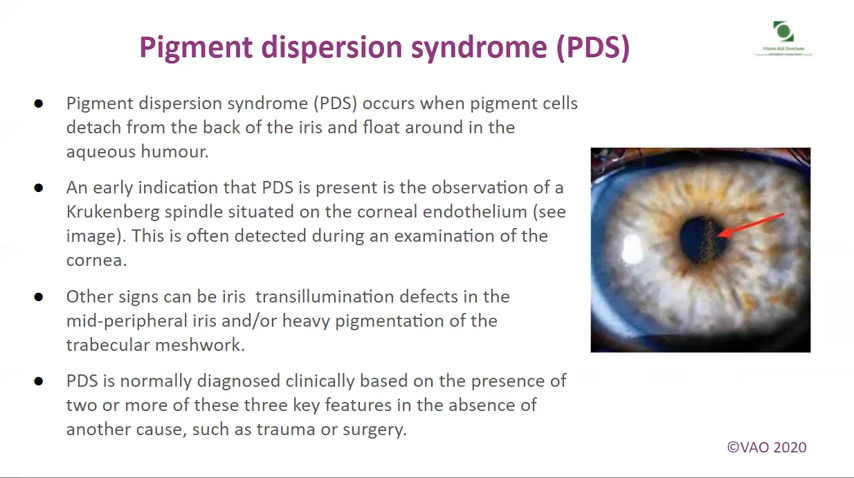 Pigment dispersion syndrome (PDS)
Vision Aid Overseas
● Pigment dispersion syndrome (PDS) occurs when pigment cells
detach from the back of the iris and float around in the
aqueous humour.
● An early indication that PDS is present is the observation of a
Krukenberg spindle situated on the corneal endothelium (see
image). This is often detected during an examination of the
cornea.
● Other signs can be iris  transillumination defects in the
mid-peripheral iris and/or heavy pigmentation of the
trabecular meshwork.
● PDS is normally diagnosed clinically based on the presence of
two or more of these three key features in the absence of
another cause, such as trauma or surgery.
©VAO 2020